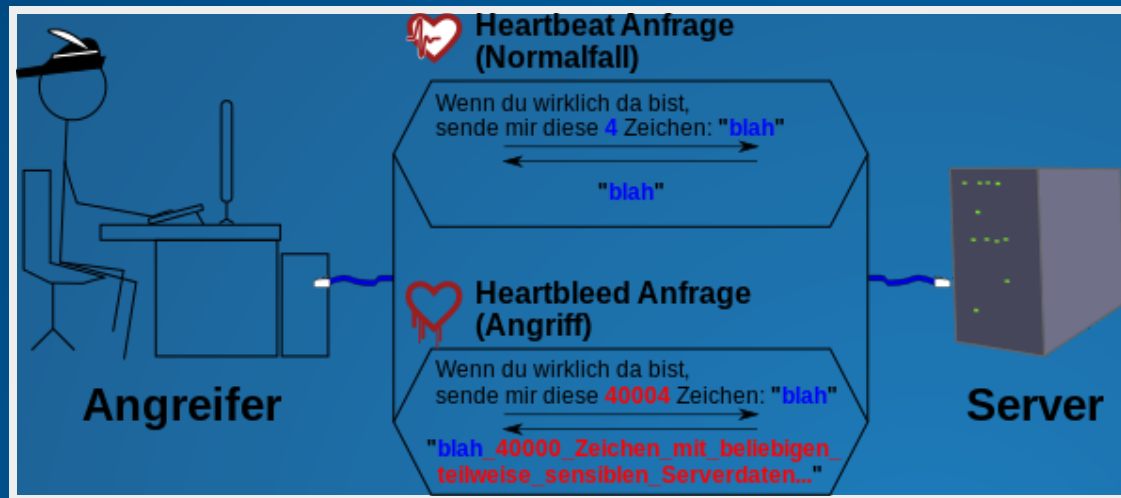 Heartbeat Anfrage
(Normalfall)
Wenn du wirklich da bist,
sende mir diese 4 Zeichen: "blah"
"blah"
Heartbleed Anfrage
(Angriff)
Wenn du wirklich da bist,
sende mir diese 40004 Zeichen: "blah"
"blah_40000_Zeichen_mit_beliebigen_
teilweise_sensiblen_Serverdaten..."
Angreifer
Server